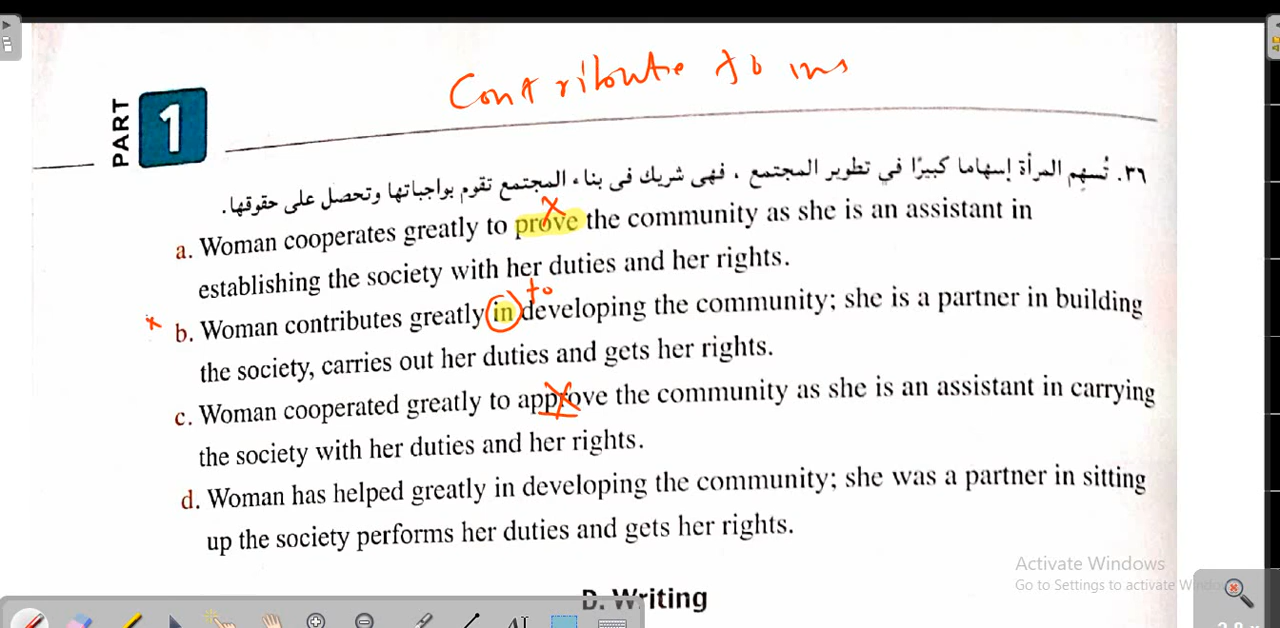 Contribute to ing
PART 1
٣٦. تُسهم المرأة إسهاما كبيرًا في تطوير المجتمع ، فهى شريك فى بناء المجتمع تقوم بواجباتها وتحصل على حقوقها.
a. Woman cooperates greatly to prove the community as she is an assistant in
establishing the society with her duties and her rights.
to
b. Woman contributes greatly in developing the community; she is a partner in building
the society, carries out her duties and gets her rights.
c. Woman cooperated greatly to approve the community as she is an assistant in carrying
the society with her duties and her rights.
d. Woman has helped greatly in developing the community; she was a partner in sitting
up the society performs her duties and gets her rights.
Activate Windows
Go to Settings to activate Windows
D. Writing